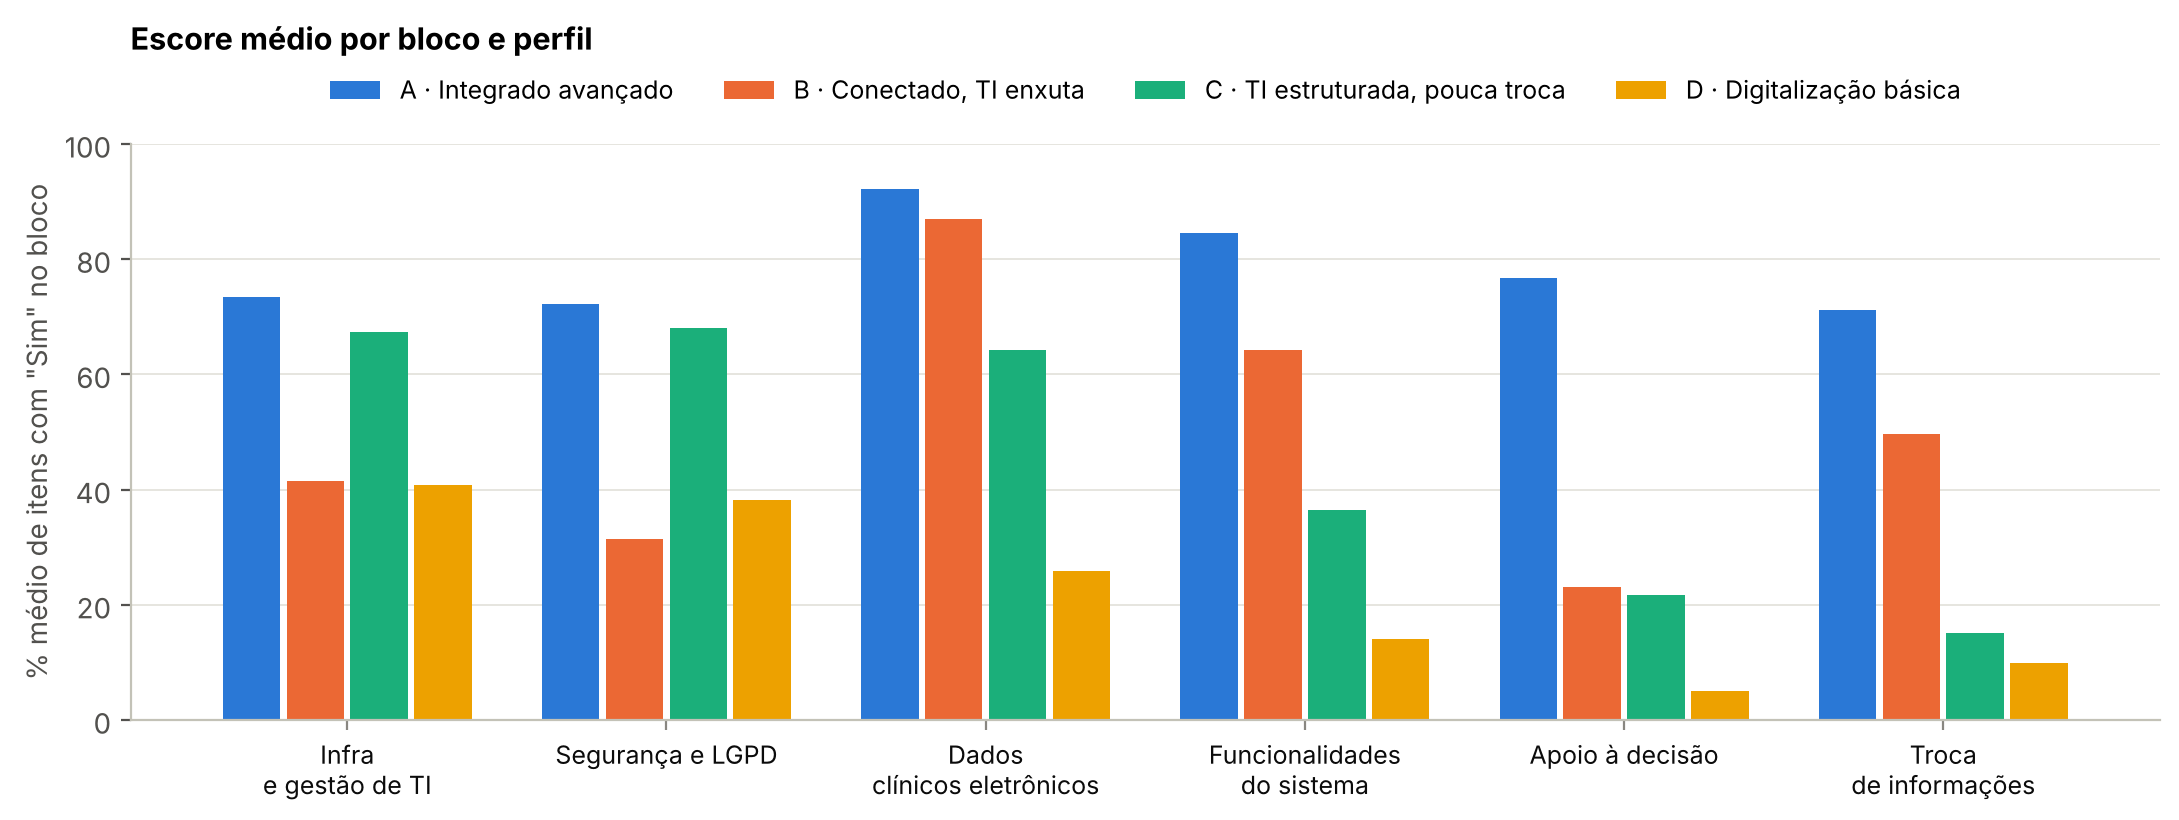 Escore médio por bloco e perfil
A · Integrado avançado
B · Conectado, TI enxuta
C · TI estruturada, pouca troca
D · Digitalização básica
% médio de itens com "Sim" no bloco
100
80
60
40
20
0
Infra
e gestão de TI
Segurança e LGPD
Dados
clínicos eletrônicos
Funcionalidades
do sistema
Apoio à decisão
Troca
de informações